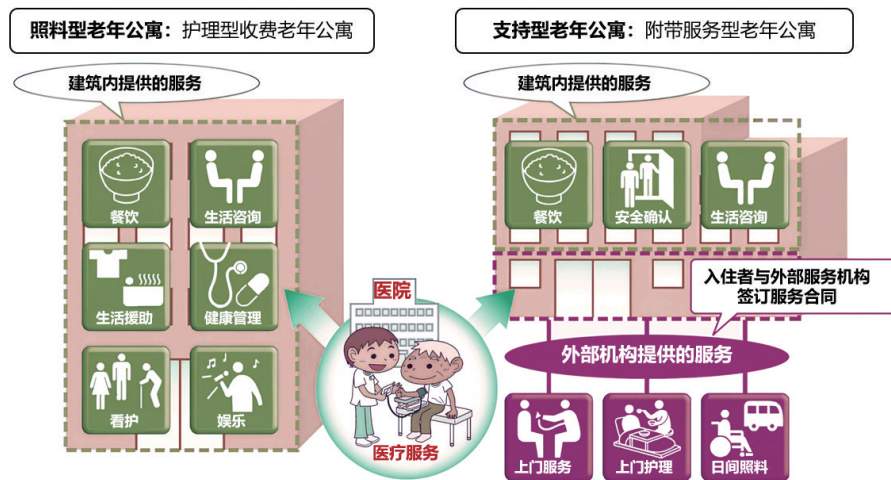 照料型老年公寓：护理型收费老年公寓
建筑内提供的服务
餐饮
生活咨询
生活援助
健康管理
看护
娱乐
医院
医疗服务
支持型老年公寓：附带服务型老年公寓
建筑内提供的服务
餐饮
安全确认
生活咨询
入住者与外部服务机构
签订服务合同
外部机构提供的服务
上门服务
上门护理
日间照料